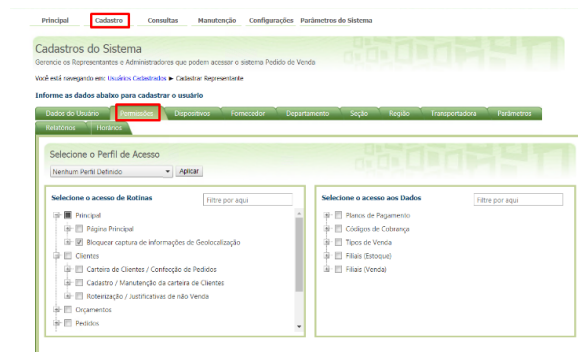 Principal Cadastro Consultas Manutenção Configurações Parâmetros do Sistema
Cadastros do Sistema
Gerencie os Representantes e Administradores que podem acessar o sistema Pedido de Venda
Você está navegando em: Usuários Cadastrados ► Cadastrar Representante
Informe as dados abaixo para cadastrar o usuário
Dados do Usuário Permissões Dispositivos Fornecedor Departamento Seção Região Transportadora Parâmetros
Relatórios Horários
Selecione o Perfil de Acesso
Nenhum Perfil Definido Aplicar
Selecione o acesso de Rotinas Filtre por aqui
Principal
Página Principal
Bloquear captura de informações de Geolocalização
Clientes
Carteira de Clientes / Confecção de Pedidos
Cadastro / Manutenção da carteira de Clientes
Roteirização / Justificativas de não Venda
Orçamentos
Pedidos
Selecione o acesso aos Dados Filtre por aqui
Planos de Pagamento
Códigos de Cobrança
Tipos de Venda
Filiais (Estoque)
Filiais (Venda)